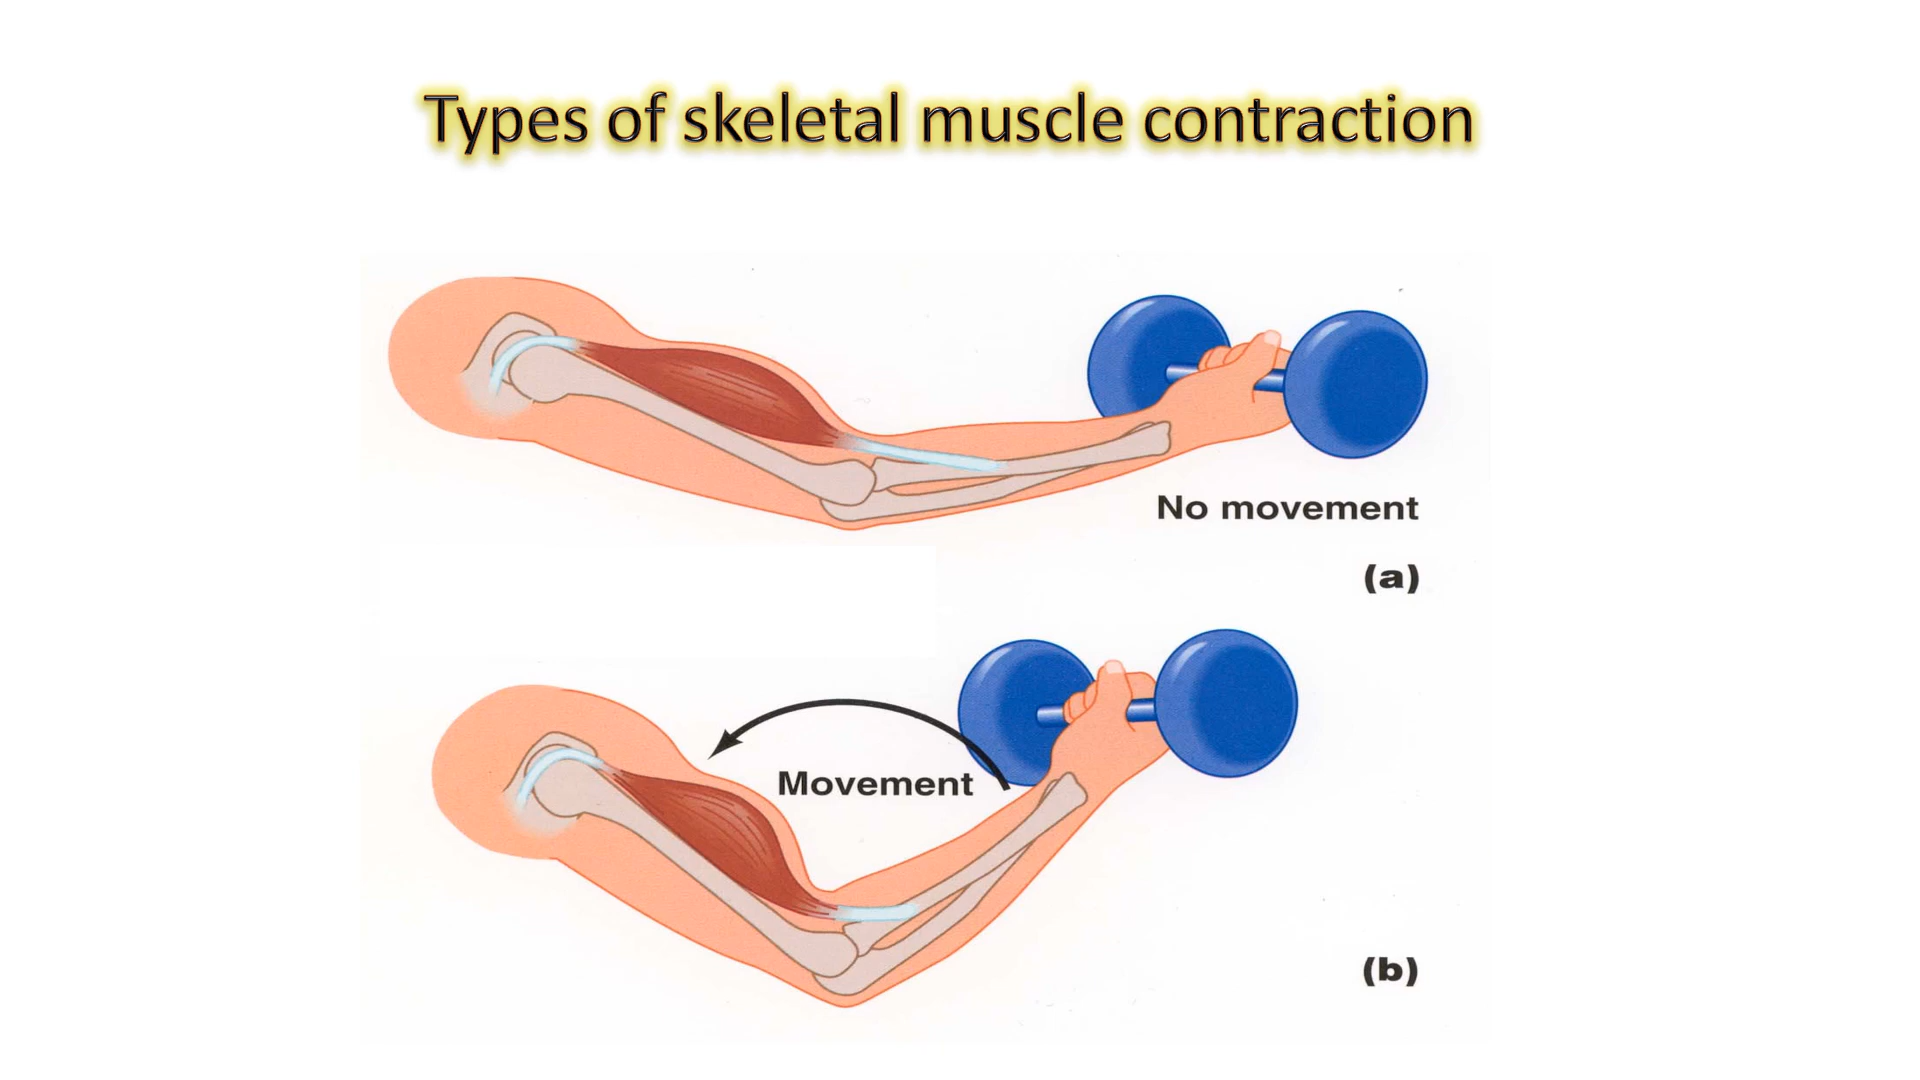 Types of skeletal muscle contraction
No movement
(a)
Movement
(b)